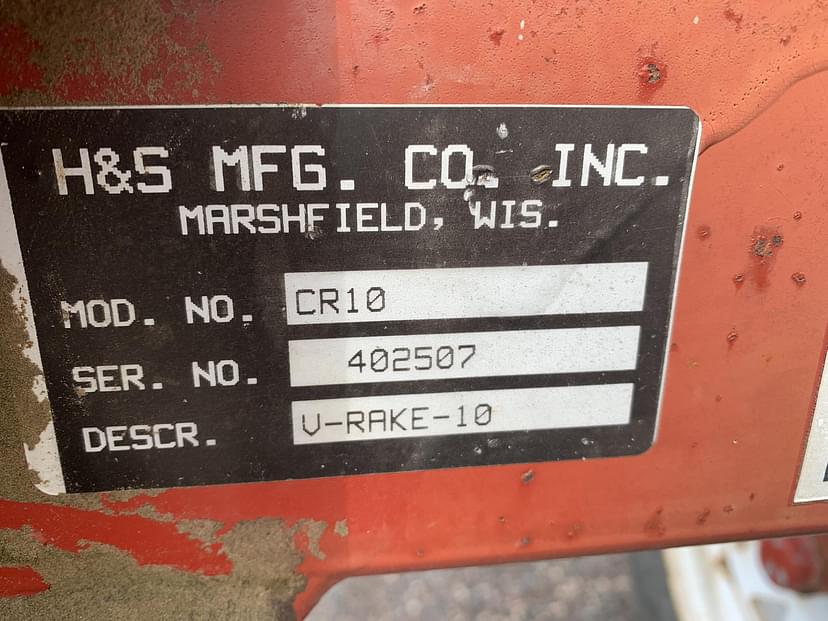 H&S MFG. CO. INC.
MARSHFIELD, WIS.
MOD. NO. CR10
SER. NO. 402507
DESCR. V-RAKE-10